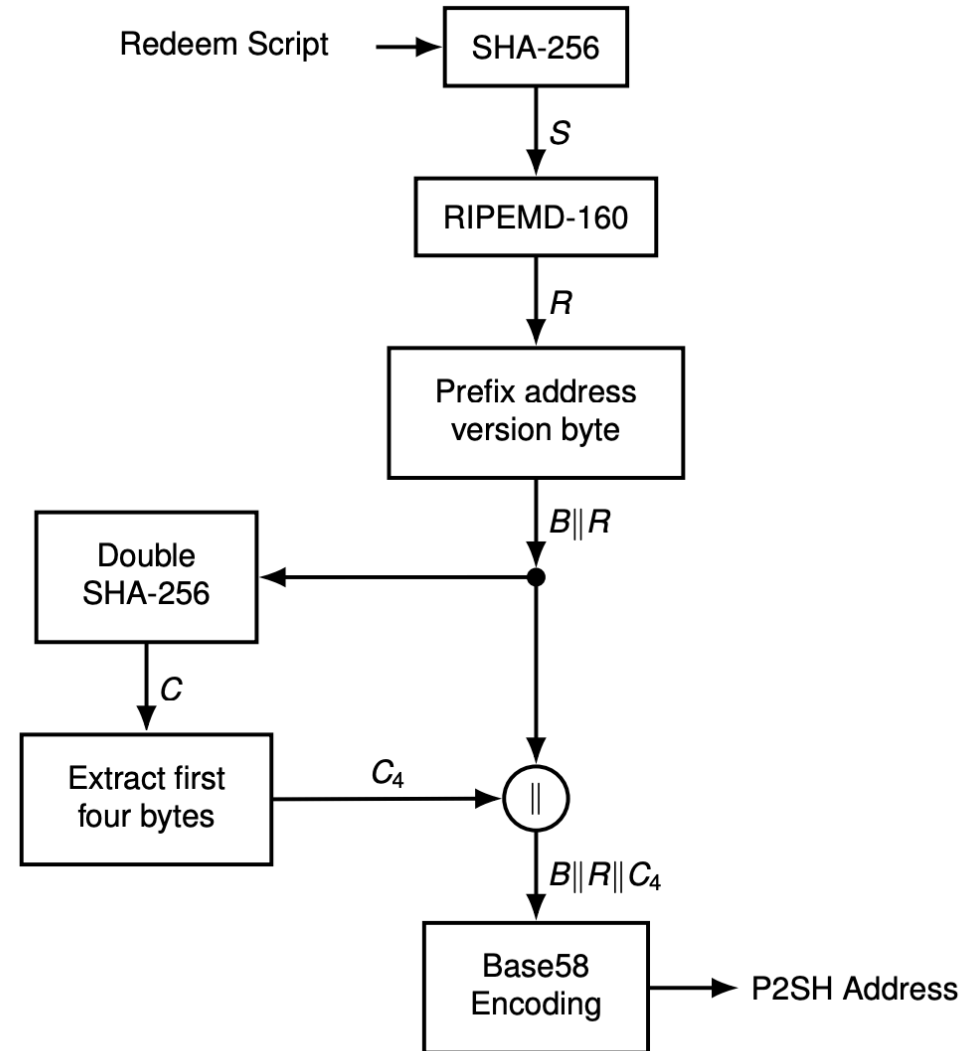 Redeem Script
SHA-256
S
RIPEMD-160
R
Prefix address
version byte
B||R
Double
SHA-256
C
Extract first
four bytes
C₄
||
B||R||C₄
Base58
Encoding
P2SH Address